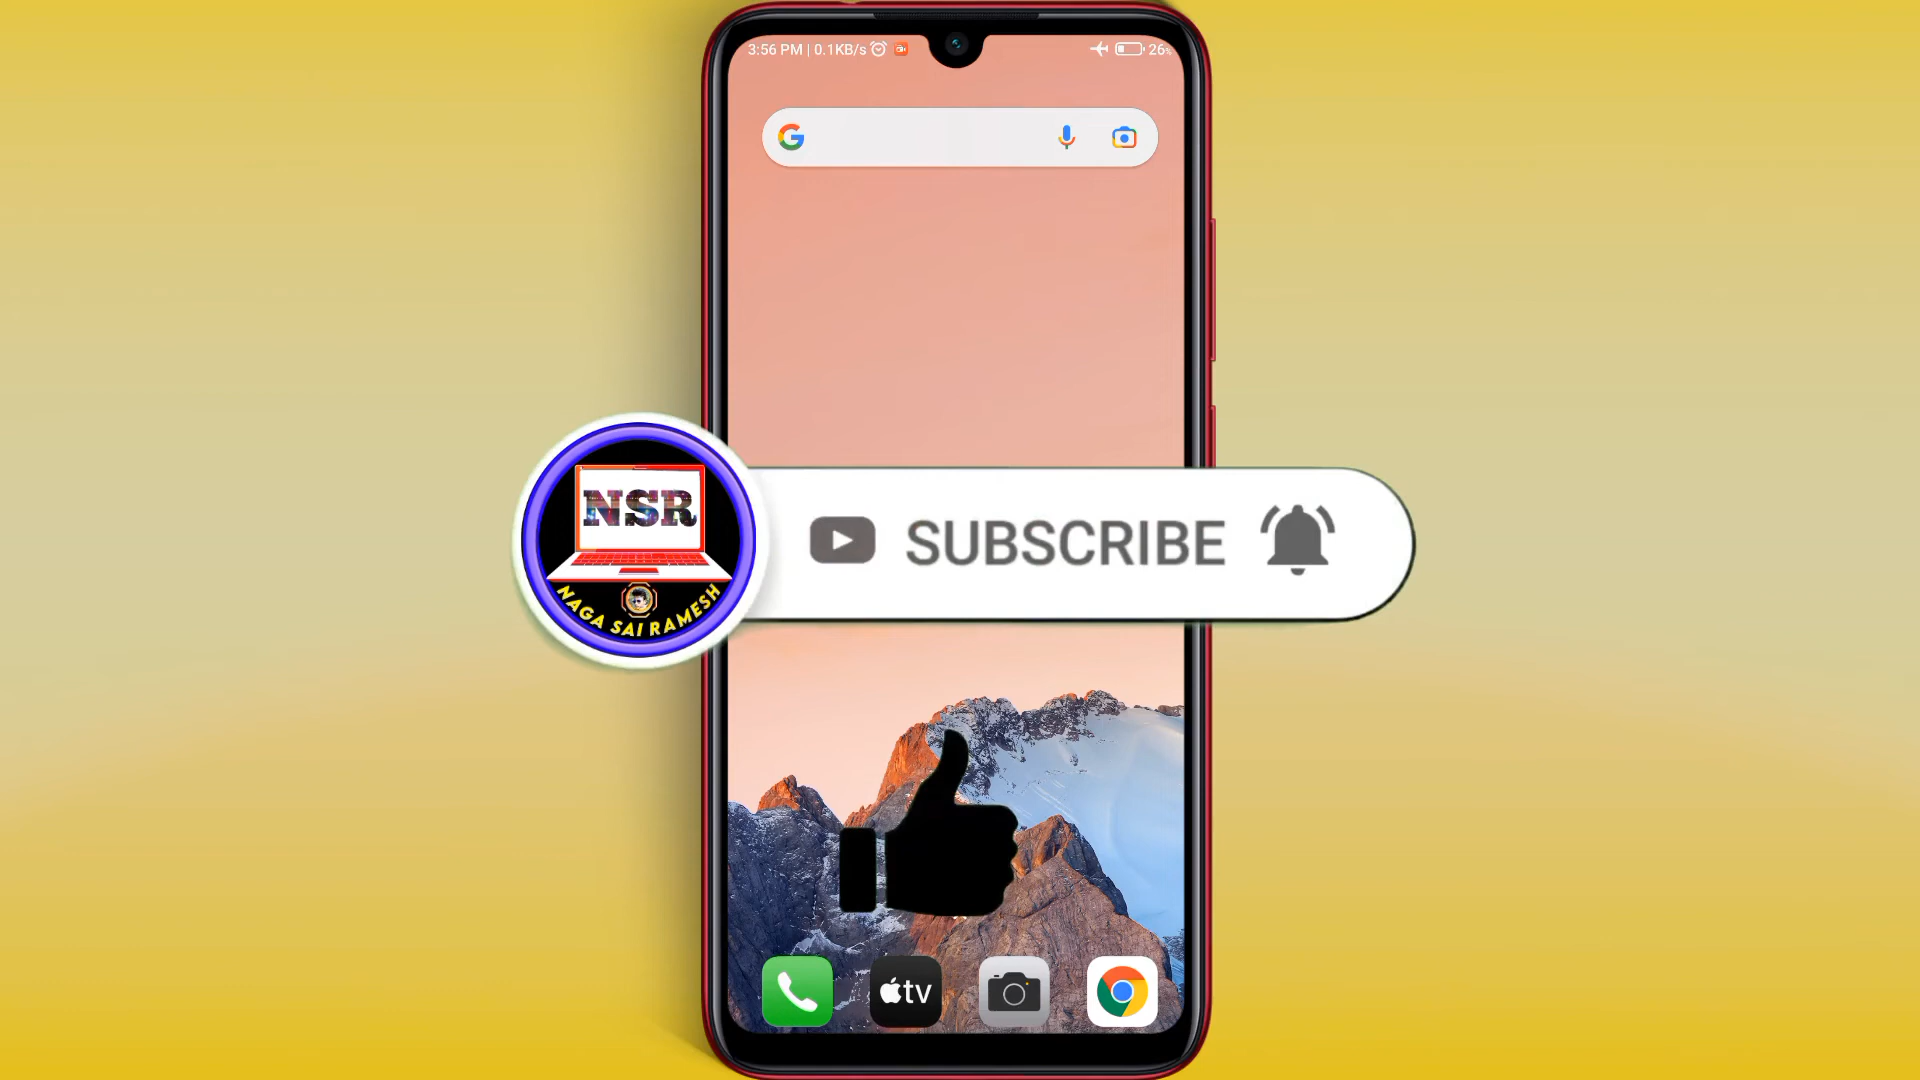 3:56 PM | 0.1KB/s
26%
NSR
NAGA SAI RAMESH
SUBSCRIBE
tv